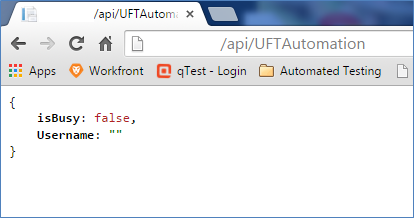 /api/UFTAutoma
/api/UFTAutomation
Apps Workfront qTest - Login Automated Testing
{
isBusy: false,
Username: ""
}